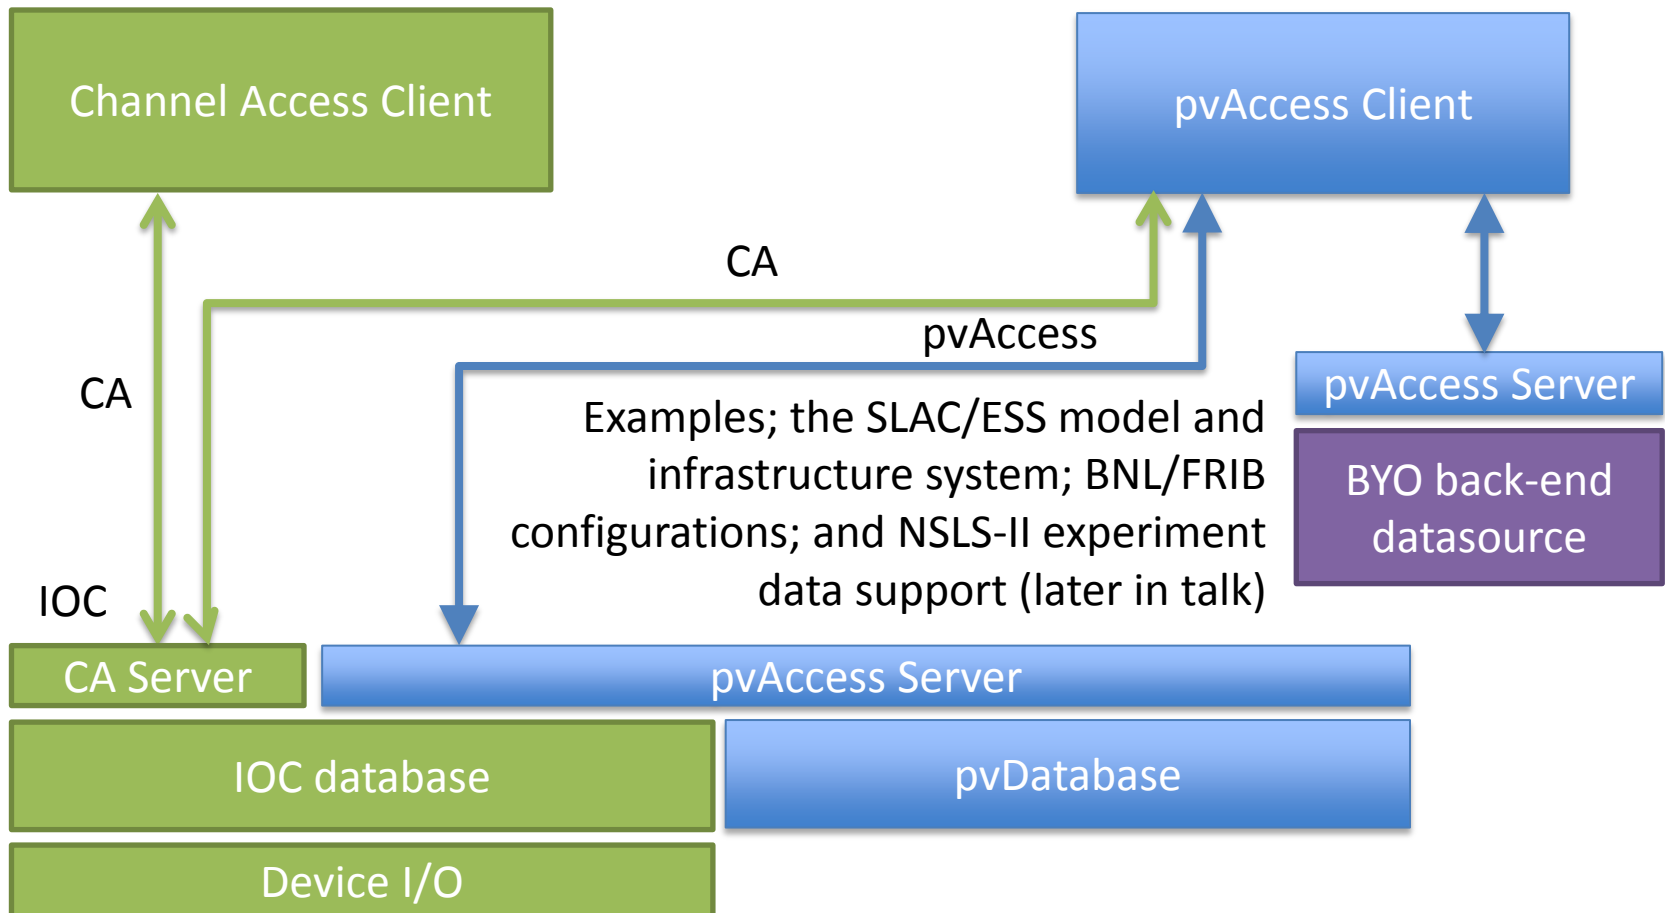 Channel Access Client
pvAccess Client
CA
pvAccess
CA
pvAccess Server
Examples; the SLAC/ESS model and
infrastructure system; BNL/FRIB
configurations; and NSLS-II experiment
data support (later in talk)
BYO back-end
datasource
IOC
CA Server
pvAccess Server
IOC database
pvDatabase
Device I/O